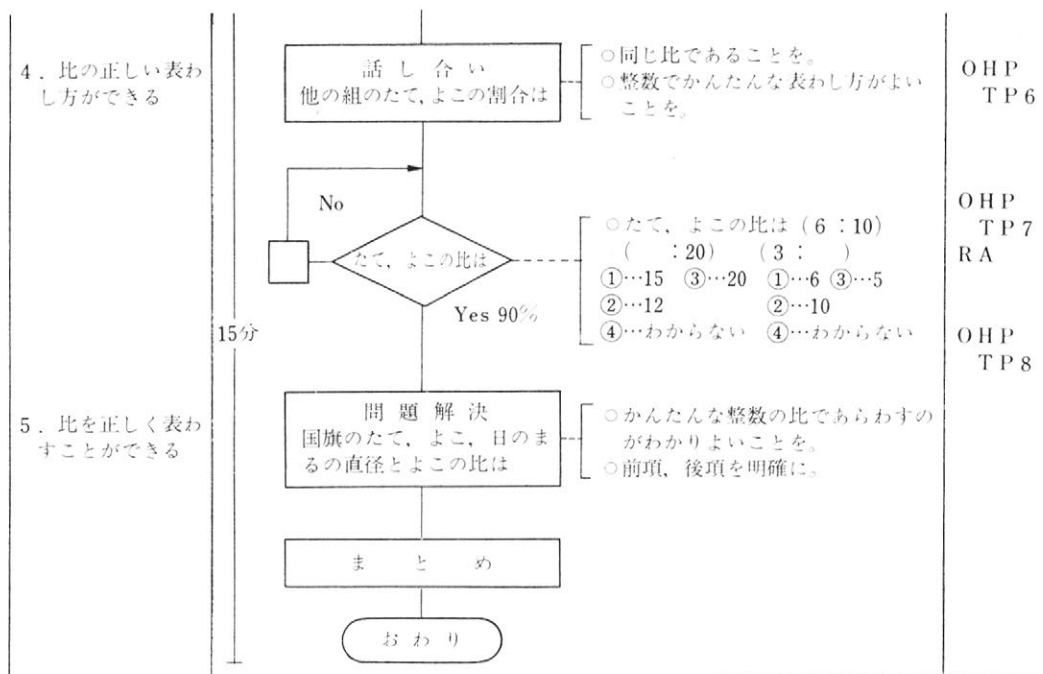 4．比の正しい表わ
し方ができる
話し合い
他の組のたて，よこの割合は
○同じ比であることを。
○整数でかんたんな表わし方がよい
ことを。
OHP
TP6
No
たて，よこの比は
Yes 90%
○たて，よこの比は（6：10）
（　：20）　（3：　）
①…15　③…20　①…6　③…5
②…12　②…10
④…わからない　④…わからない
OHP
TP7
RA
15分
OHP
TP8
5．比を正しく表わ
すことができる
問題解決
国旗のたて，よこ，日のま
るの直径とよこの比は
○かんたんな整数の比であらわすの
がわかりよいことを。
○前項，後項を明確に。
まとめ
おわり